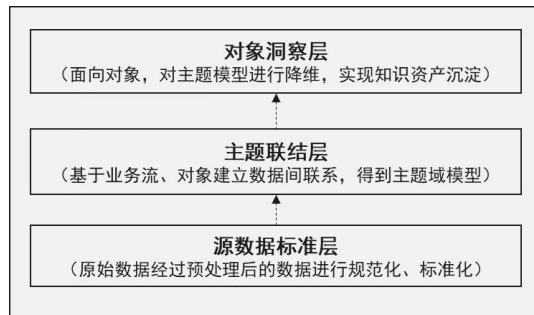 对象洞察层
（面向对象，对主题模型进行降维，实现知识资产沉淀）
主题联结层
（基于业务流、对象建立数据间联系，得到主题域模型）
源数据标准层
（原始数据经过预处理后的数据进行规范化、标准化）